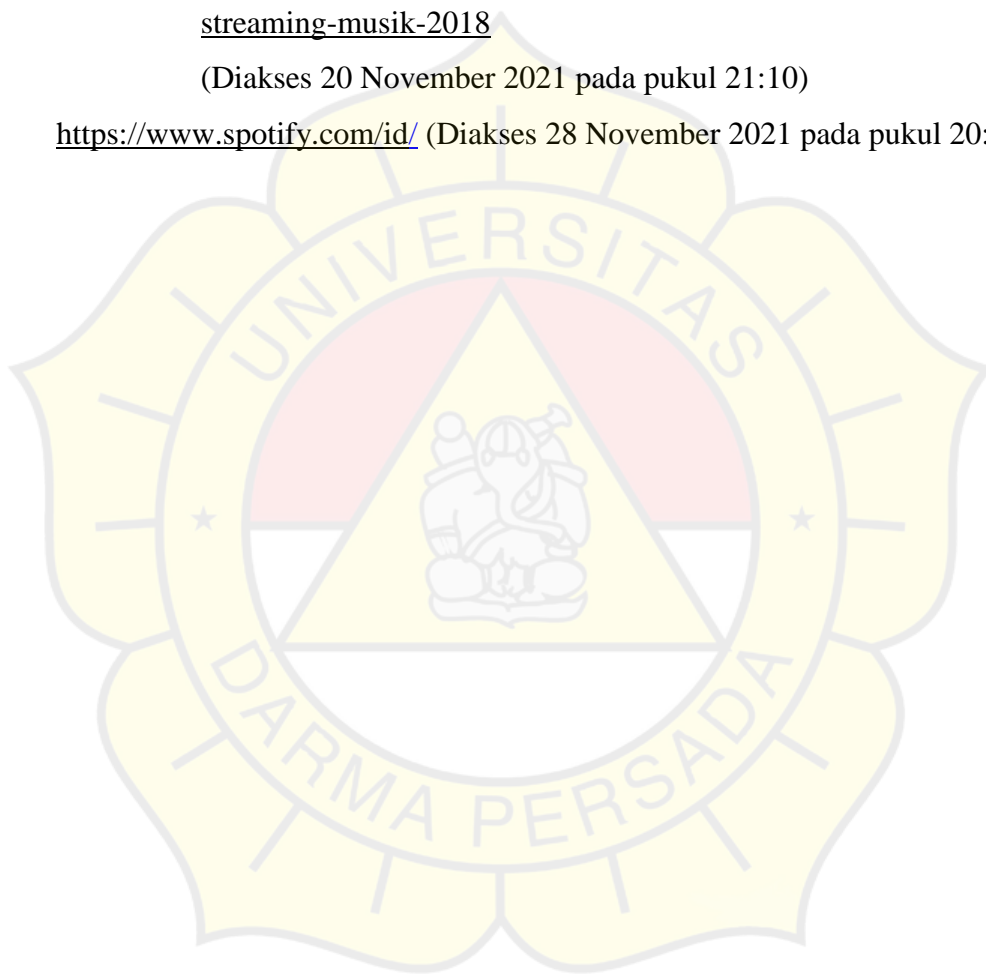 streaming-musik-2018
(Diakses 20 November 2021 pada pukul 21:10)
https://www.spotify.com/id/ (Diakses 28 November 2021 pada pukul 20:
UNIVERSITAS
DARMA PERSADA